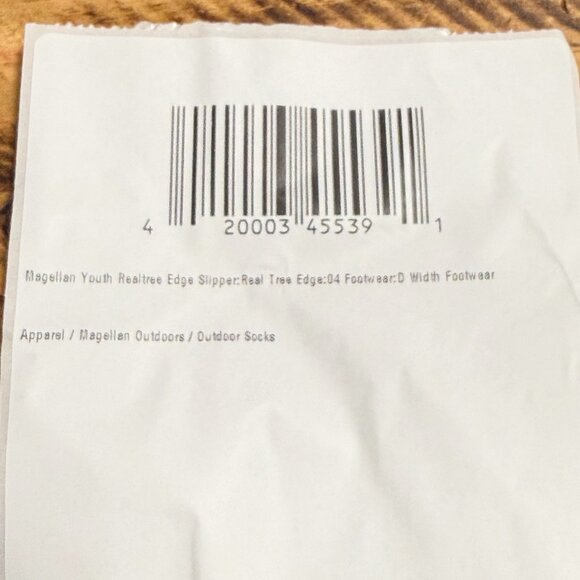 4 20003 45539 1
Magellan Youth Realtree Edge Slipper:Real Tree Edge:04 Footwear:D Width Footwear
Apparel / Magellan Outdoors / Outdoor Socks